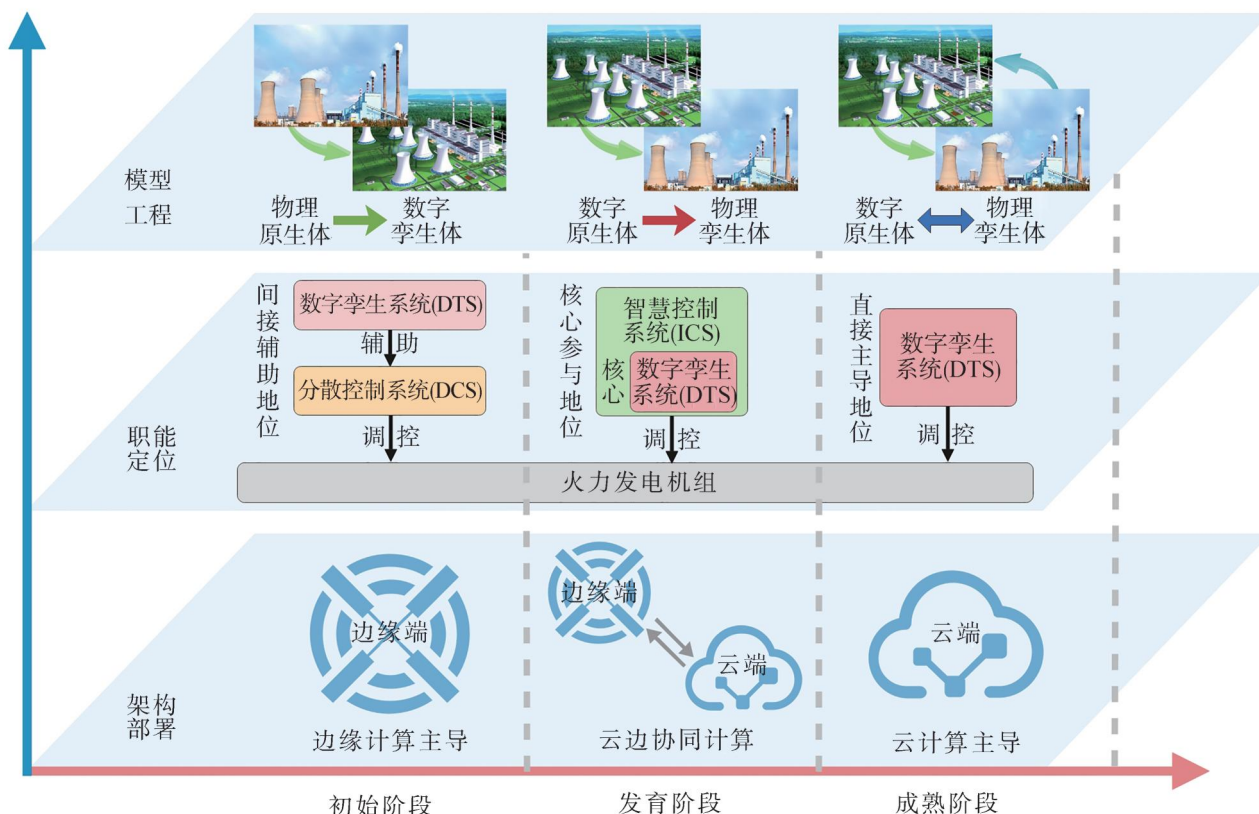 模型
工程
物理
原生体
数字
孪生体
数字
原生体
物理
孪生体
数字
原生体
物理
孪生体
职能
定位
间接辅助地位
数字孪生系统(DTS)
辅助
分散控制系统(DCS)
调控
核心参与地位
智慧控制
系统(ICS)
核心
数字孪生
系统(DTS)
调控
直接主导地位
数字孪生
系统(DTS)
调控
火力发电机组
架构
部署
边缘端
边缘计算主导
边缘端
云端
云边协同计算
云端
云计算主导
初始阶段
发育阶段
成熟阶段